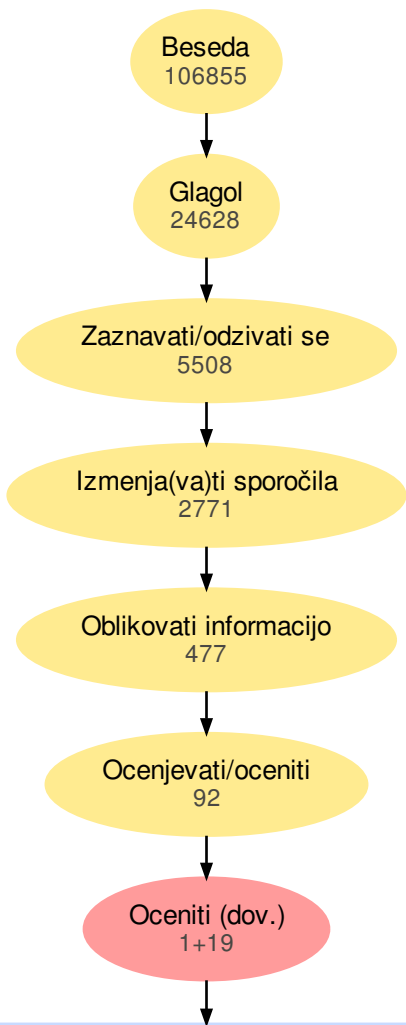 Beseda
106855
Glagol
24628
Zaznavati/odzivati se
5508
Izmenja(va)ti sporočila
2771
Oblikovati informacijo
477
Ocenjevati/oceniti
92
Oceniti (dov.)
1+19